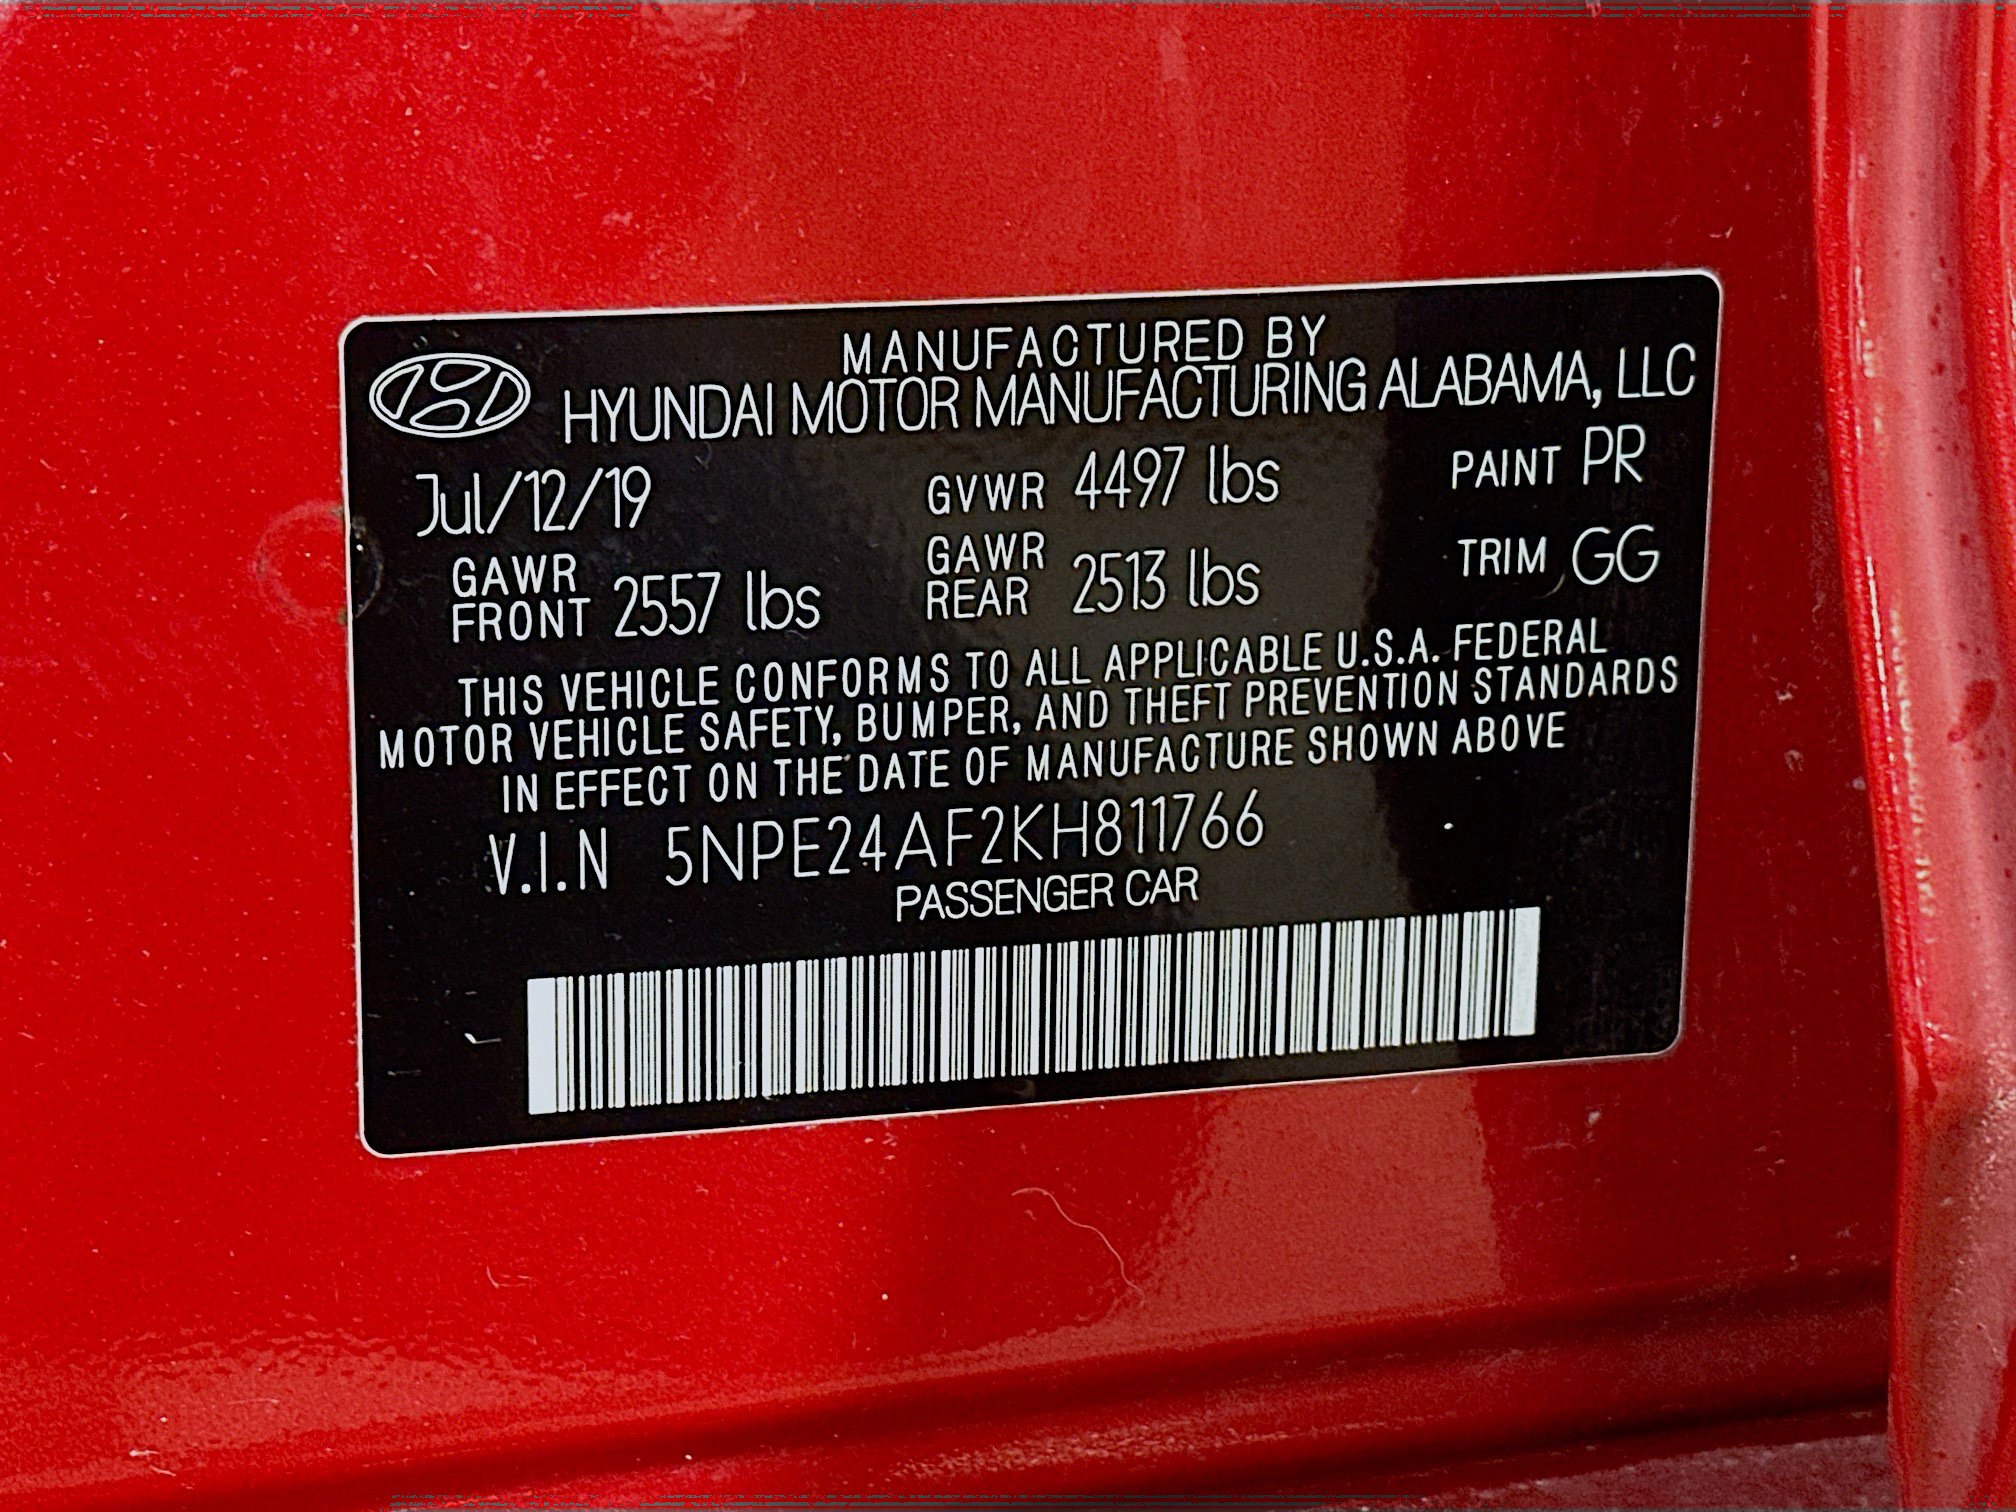 MANUFACTURED BY
HYUNDAI MOTOR MANUFACTURING ALABAMA, LLC
Jul/12/19 GVWR 4497 lbs PAINT PR
GAWR FRONT 2557 lbs GAWR REAR 2513 lbs TRIM GG
THIS VEHICLE CONFORMS TO ALL APPLICABLE U.S.A. FEDERAL
MOTOR VEHICLE SAFETY, BUMPER, AND THEFT PREVENTION STANDARDS
IN EFFECT ON THE DATE OF MANUFACTURE SHOWN ABOVE
V.I.N 5NPE24AF2KH811766
PASSENGER CAR